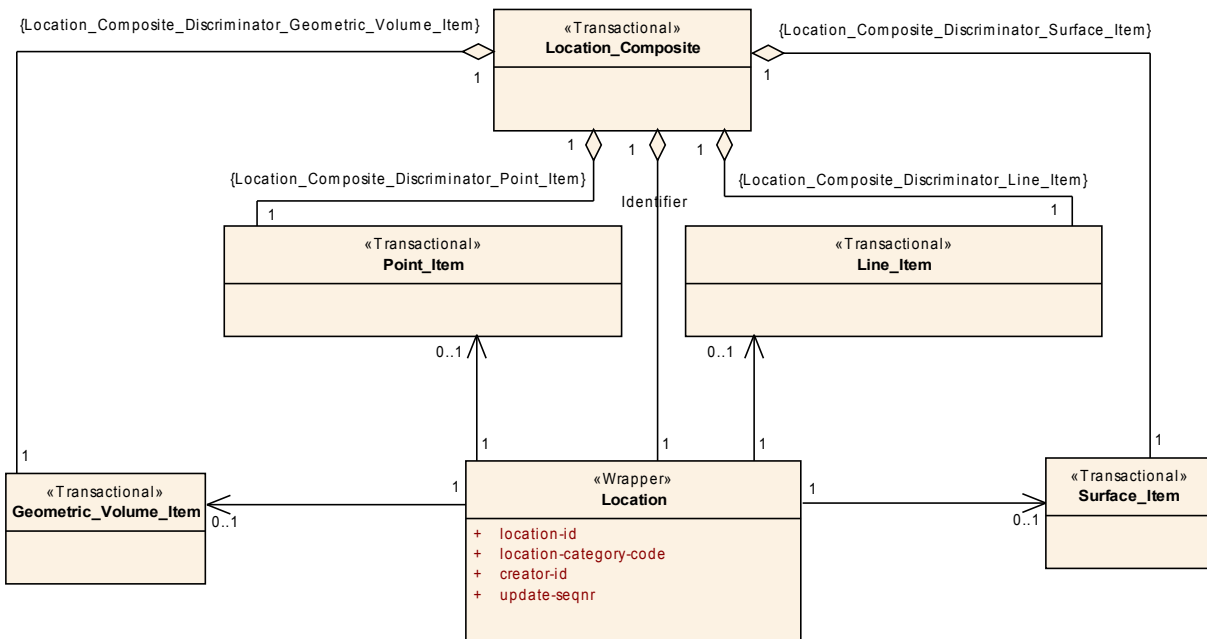 {Location_Composite_Discriminator_Geometric_Volume_Item}
«Transactional»
Location_Composite
{Location_Composite_Discriminator_Surface_Item}
1
1
1
1
1
{Location_Composite_Discriminator_Point_Item}
{Location_Composite_Discriminator_Line_Item}
Identifier
1
1
«Transactional»
Point_Item
«Transactional»
Line_Item
0..1
0..1
1
1
1
1
1
«Transactional»
Geometric_Volume_Item
0..1
1
«Wrapper»
Location
+ location-id
+ location-category-code
+ creator-id
+ update-seqnr
1
0..1
«Transactional»
Surface_Item